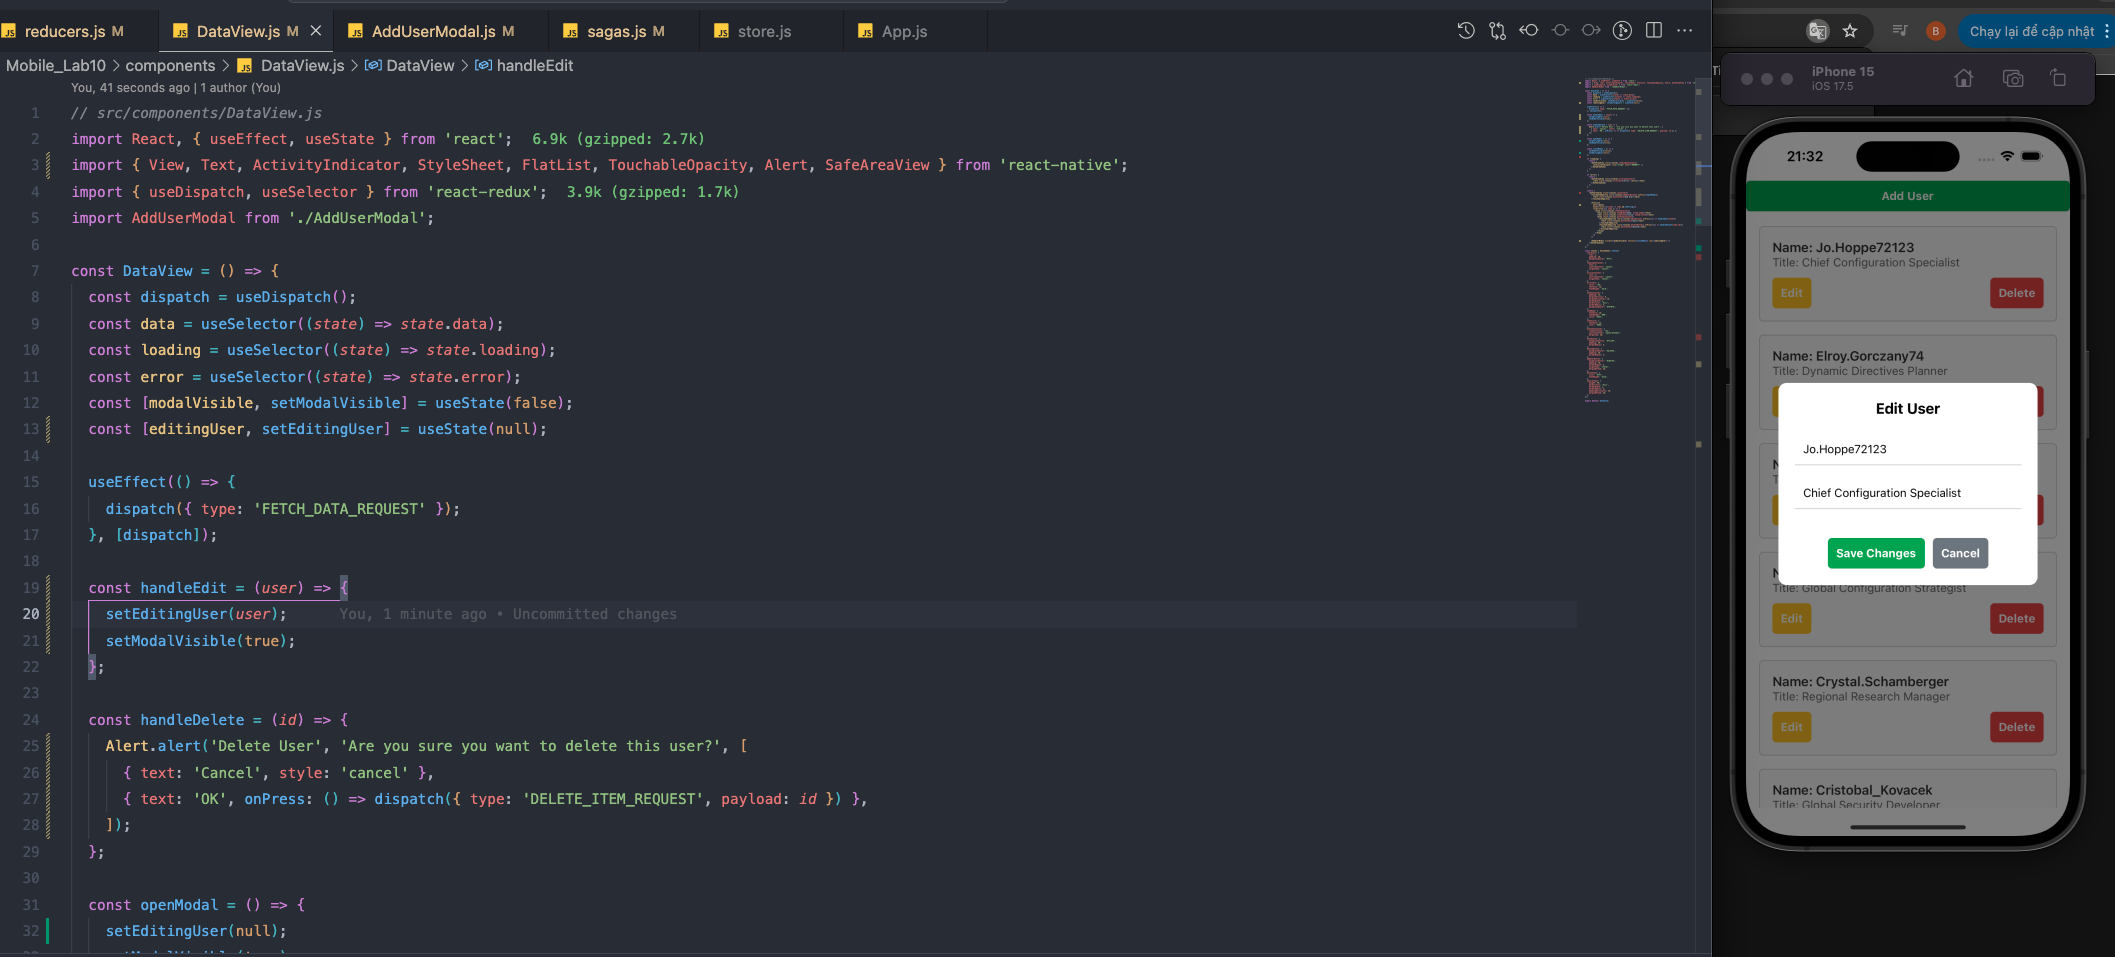 reducers.js M
DataView.js M
AddUserModal.js M
sagas.js M
store.js
App.js
Mobile_Lab10 > components > DataView.js > DataView > handleEdit
You, 41 seconds ago | 1 author (You)
1 // src/components/DataView.js
2 import React, { useEffect, useState } from 'react'; 6.9k (gzipped: 2.7k)
3 import { View, Text, ActivityIndicator, StyleSheet, FlatList, TouchableOpacity, Alert, SafeAreaView } from 'react-native';
4 import { useDispatch, useSelector } from 'react-redux'; 3.9k (gzipped: 1.7k)
5 import AddUserModal from './AddUserModal';
6
7 const DataView = () => {
8 const dispatch = useDispatch();
9 const data = useSelector((state) => state.data);
10 const loading = useSelector((state) => state.loading);
11 const error = useSelector((state) => state.error);
12 const [modalVisible, setModalVisible] = useState(false);
13 const [editingUser, setEditingUser] = useState(null);
14
15 useEffect(() => {
16 dispatch({ type: 'FETCH_DATA_REQUEST' });
17 }, [dispatch]);
18
19 const handleEdit = (user) => {
20 setEditingUser(user); You, 1 minute ago • Uncommitted changes
21 setModalVisible(true);
22 };
23
24 const handleDelete = (id) => {
25 Alert.alert('Delete User', 'Are you sure you want to delete this user?', [
26 { text: 'Cancel', style: 'cancel' },
27 { text: 'OK', onPress: () => dispatch({ type: 'DELETE_ITEM_REQUEST', payload: id }) },
28 ]);
29 };
30
31 const openModal = () => {
32 setEditingUser(null);
B
Chạy lại để cập nhật
iPhone 15
iOS 17.5
21:32
Add User
Name: Jo.Hoppe72123
Title: Chief Configuration Specialist
Edit
Delete
Name: Elroy.Gorczany74
Title: Dynamic Directives Planner
Edit User
Jo.Hoppe72123
Chief Configuration Specialist
Save Changes
Cancel
Title: Global Configuration Strategist
Edit
Delete
Name: Crystal.Schamberger
Title: Regional Research Manager
Edit
Delete
Name: Cristobal_Kovacek
Title: Global Security Developer